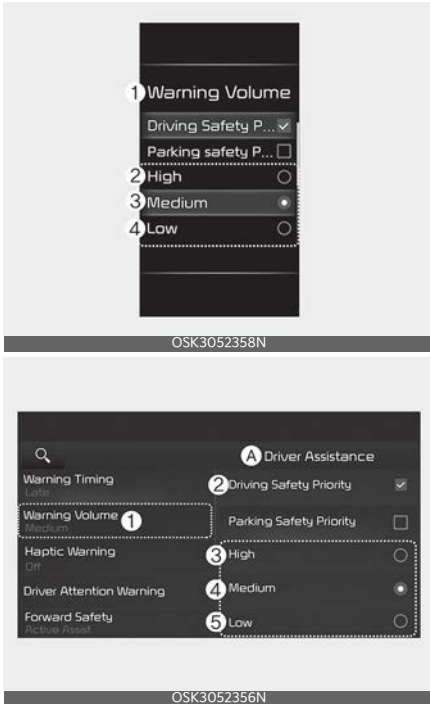 1 Warning Volume
Driving Safety P...
Parking safety P...
2 High
3 Medium
4 Low
OSK3052358N
A Driver Assistance
Warning Timing
Late
2 Driving Safety Priority
Warning Volume 1
Medium
Parking Safety Priority
Haptic Warning
Off
3 High
Driver Attention Warning
4 Medium
Forward Safety
Active Assist
5 Low
OSK3052356N